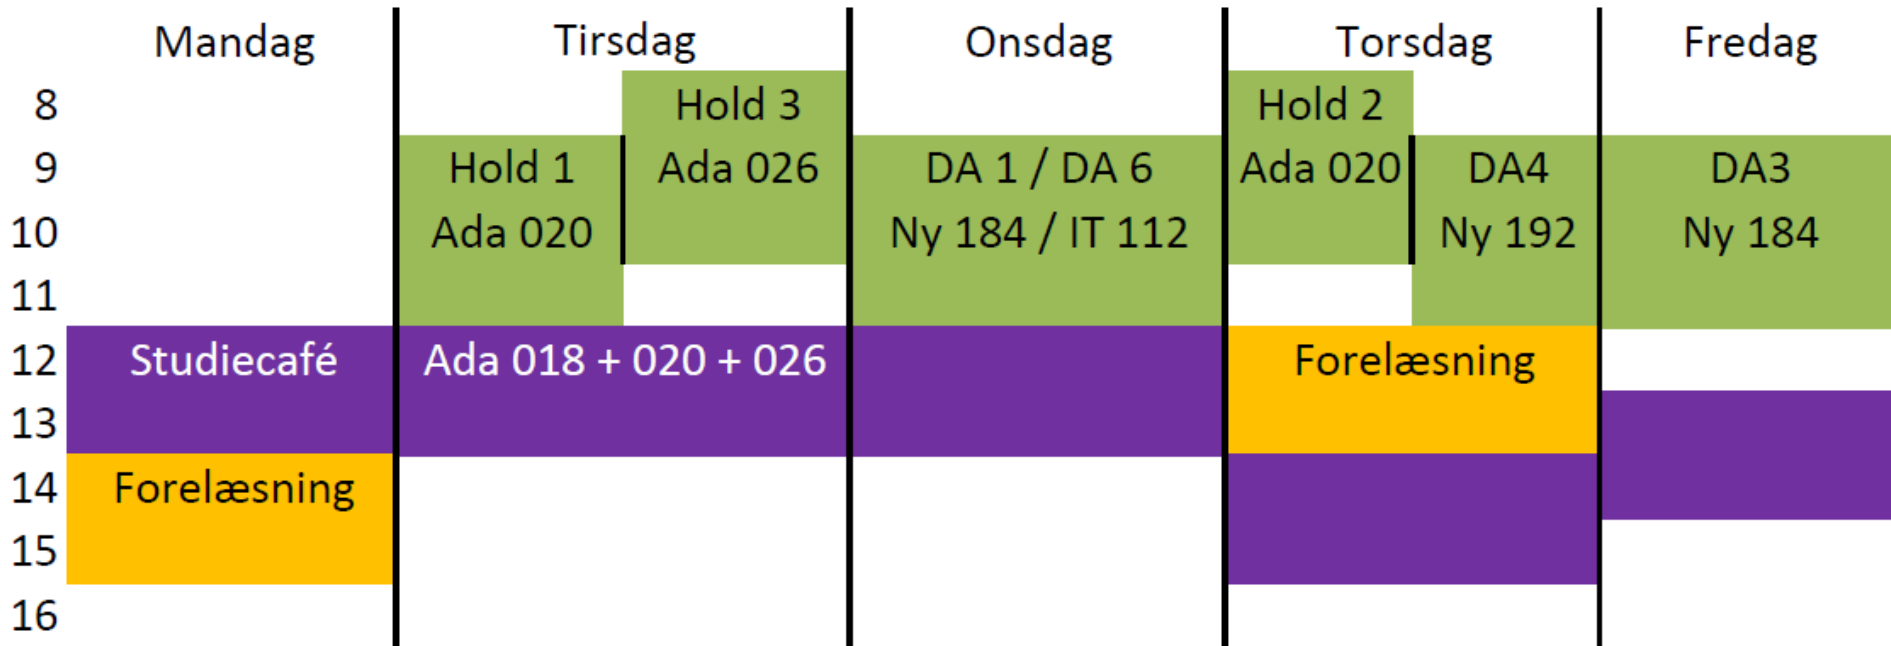 Mandag Tirsdag Onsdag Torsdag Fredag
8 Hold 3 Hold 2
9 Hold 1 Ada 026 DA 1 / DA 6 Ada 020 DA4 DA3
10 Ada 020 Ny 184 / IT 112 Ny 192 Ny 184
11
12 Studiecafé Ada 018 + 020 + 026 Forelæsning
13
14 Forelæsning
15
16